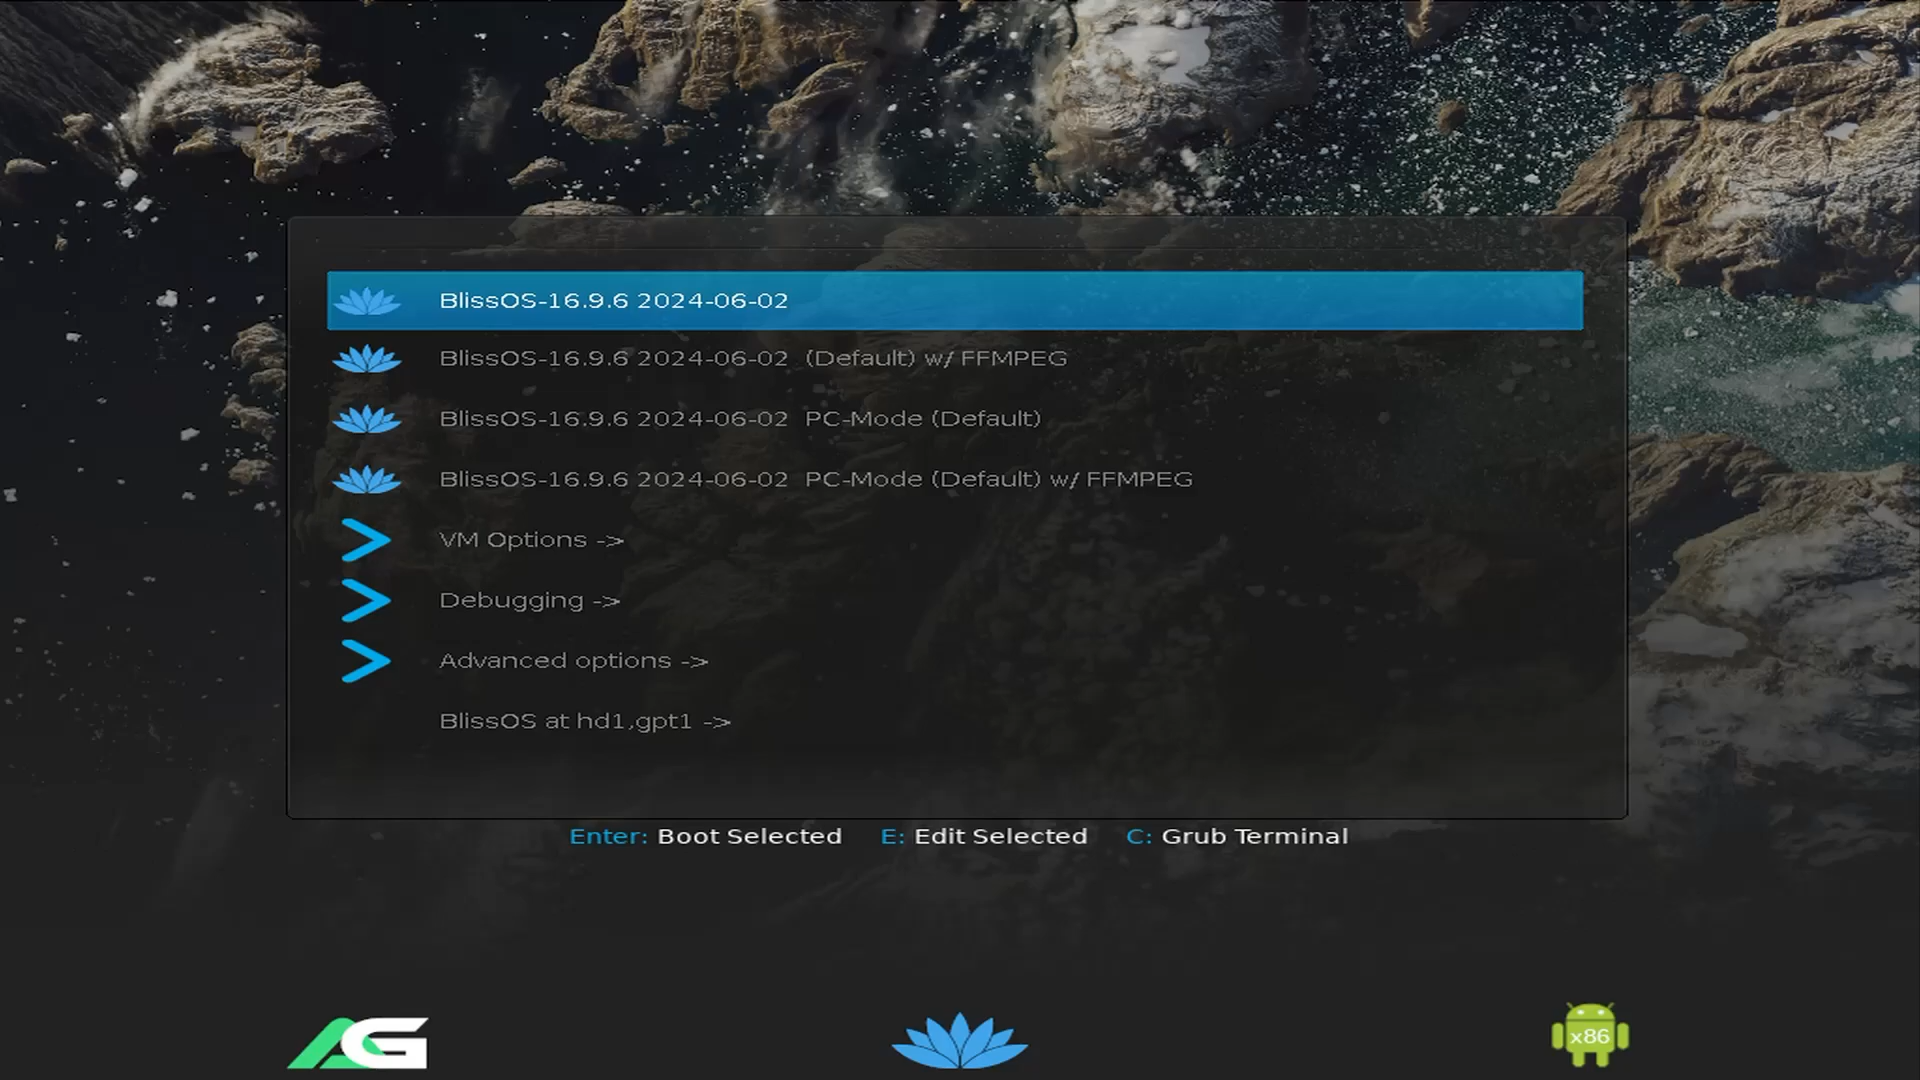 BlissOS-16.9.6 2024-06-02
BlissOS-16.9.6 2024-06-02 (Default) w/ FFMPEG
BlissOS-16.9.6 2024-06-02 PC-Mode (Default)
BlissOS-16.9.6 2024-06-02 PC-Mode (Default) w/ FFMPEG
VM Options ->
Debugging ->
Advanced options ->
BlissOS at hd1,gpt1 ->
Enter: Boot Selected E: Edit Selected C: Grub Terminal
AG x86